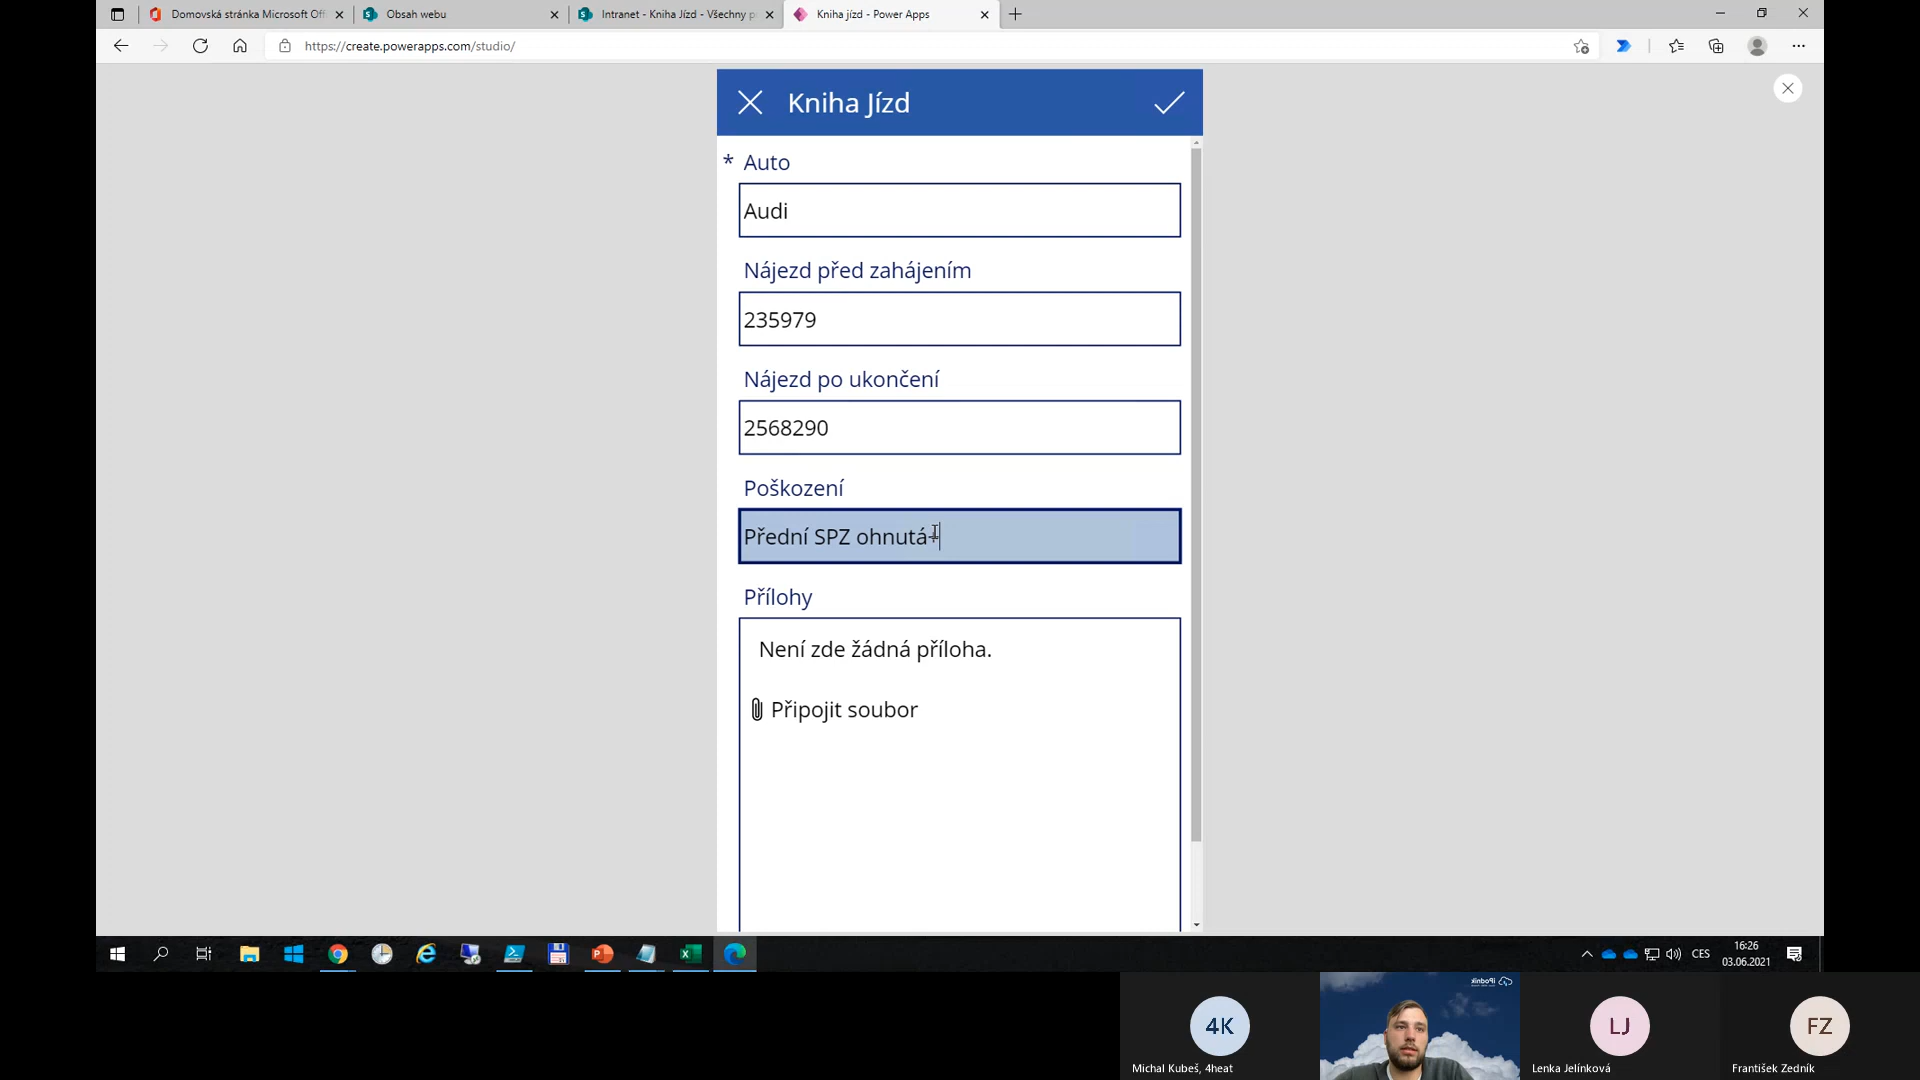 Domovská stránka Microsoft Offi
Obsah webu
Intranet - Kniha Jízd - Všechny p
Kniha jízd - Power Apps
https://create.powerapps.com/studio/
Kniha Jízd
* Auto
Audi
Nájezd před zahájením
235979
Nájezd po ukončení
2568290
Poškození
Přední SPZ ohnutá
Přílohy
Není zde žádná příloha.
Připojit soubor
CES
16:26
03.06.2021
4K
Michal Kubeš, 4heat
LJ
Lenka Jelínková
FZ
František Zedník